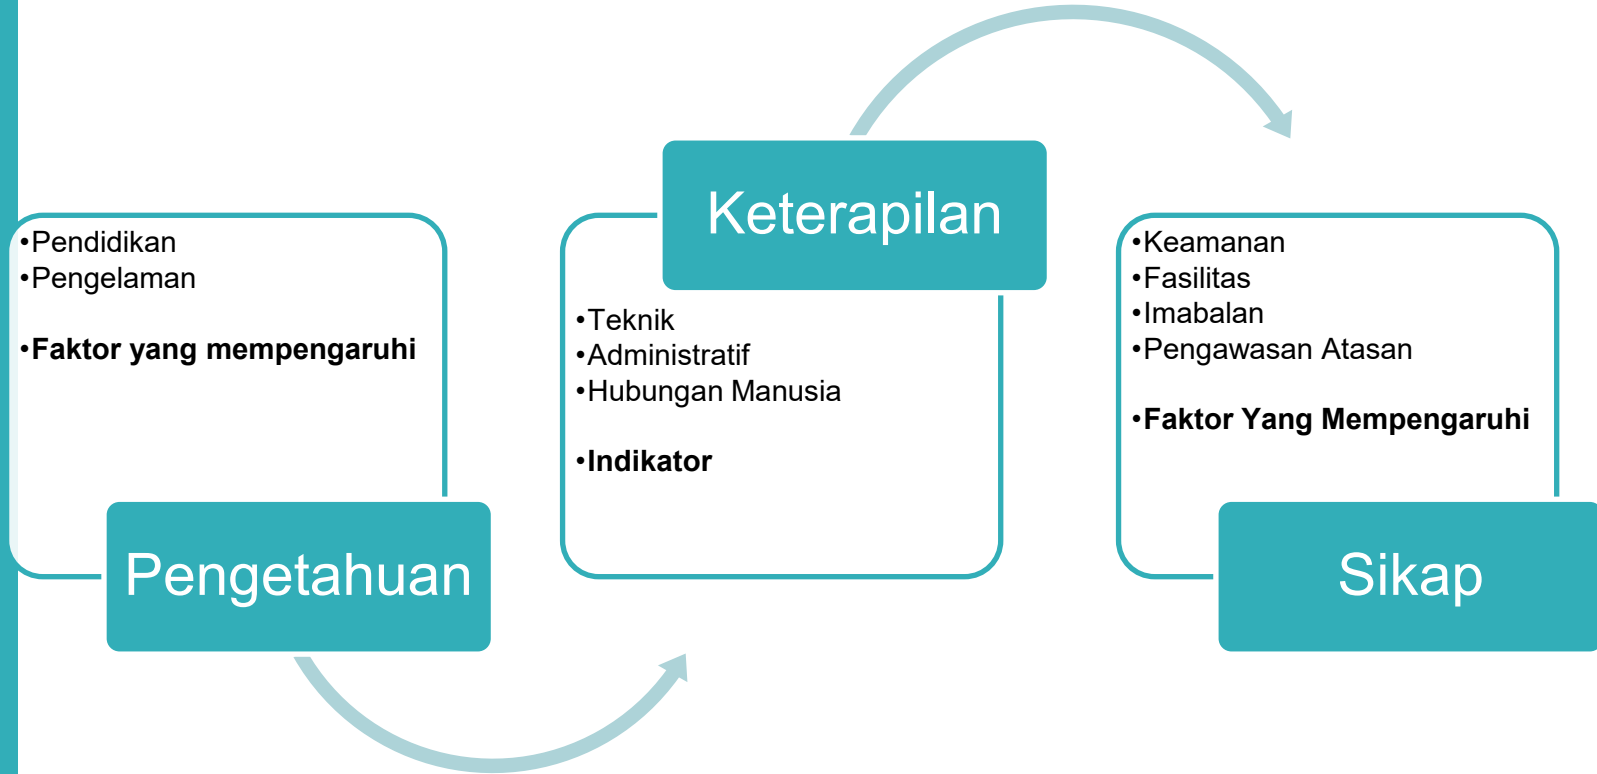 •Pendidikan
•Pengelaman
•Faktor yang mempengaruhi
Pengetahuan
Keterapilan
•Teknik
•Administratif
•Hubungan Manusia
•Indikator
•Keamanan
•Fasilitas
•Imabalan
•Pengawasan Atasan
•Faktor Yang Mempengaruhi
Sikap